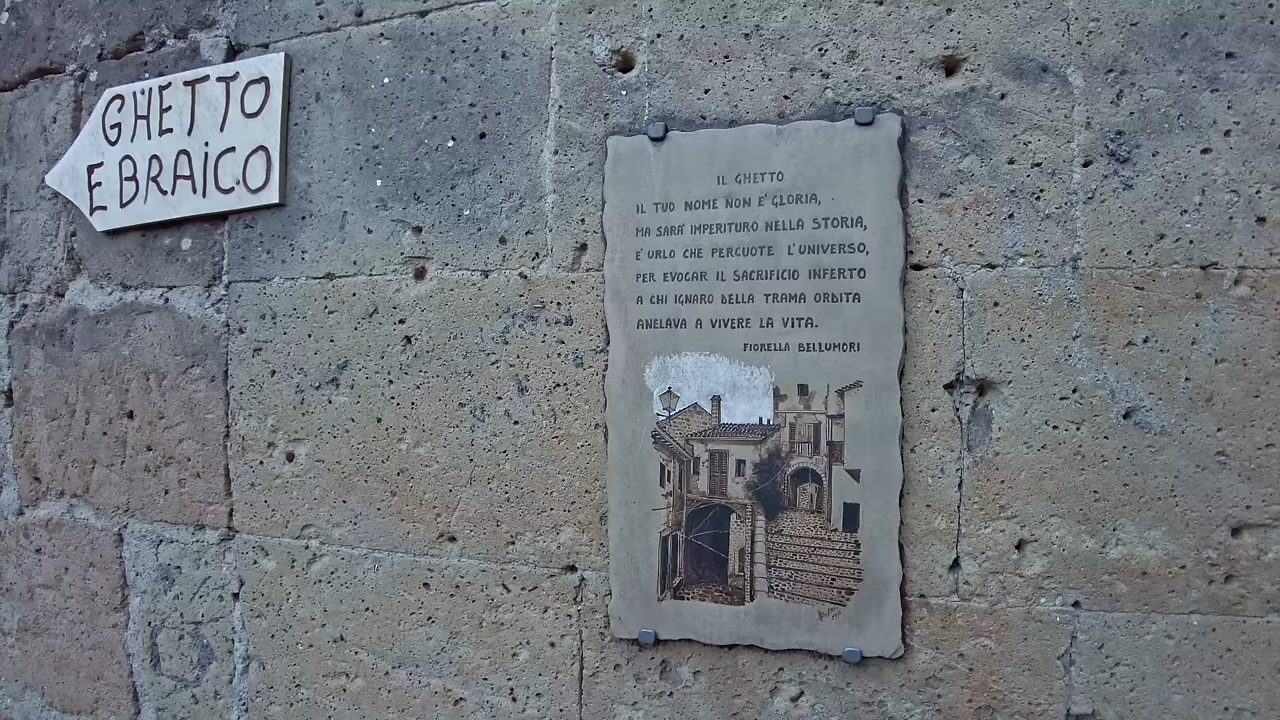 GHETTO
EBRAICO
IL GHETTO
IL TUO NOME NON E' GLORIA,
MA SARA' IMPERITURO NELLA STORIA,
E' URLO CHE PERCUOTE L'UNIVERSO,
PER EVOCAR IL SACRIFICIO INFERTO
A CHI IGNARO DELLA TRAMA ORDITA
ANELAVA A VIVERE LA VITA.
FIORELLA BELLUMORI